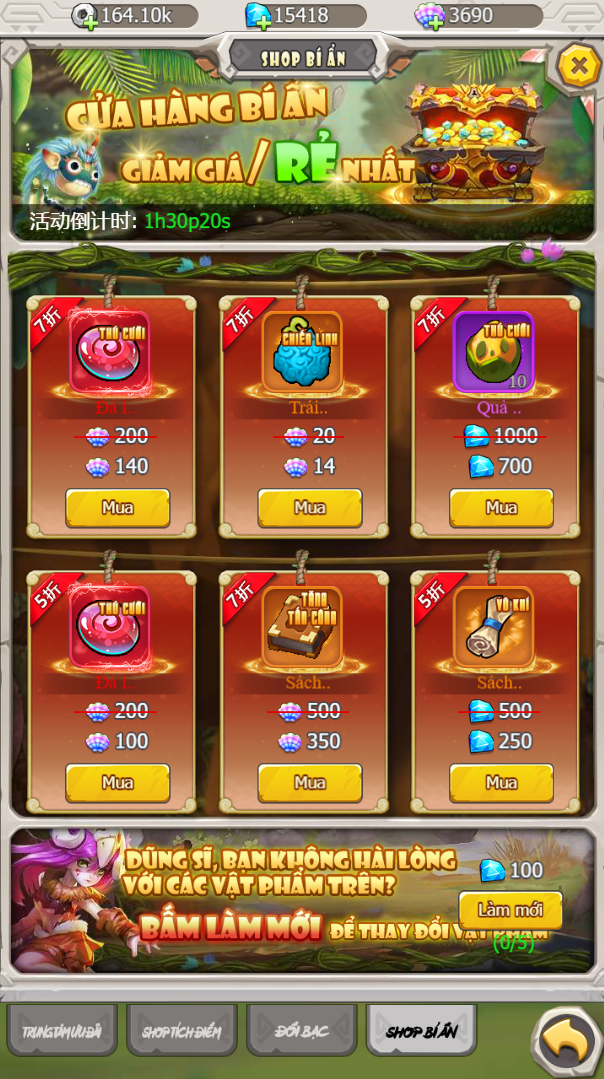 164.10k 15418 3690
SHOP BÍ ẨN
CỬA HÀNG BÍ ẨN
GIẢM GIÁ/ RẺ NHẤT
活动倒计时: 1h30p20s
7折 7折 7折
THÚ CƯỠI CHIẾN LINH THÚ CƯỠI
10
Đá l.. Trái.. Quả ..
200 20 1000
140 14 700
Mua Mua Mua
5折 7折 5折
THÚ CƯỠI TĂNG TẤN CÔNG VŨ KHÍ
Đá l.. Sách.. Sách..
200 500 500
100 350 250
Mua Mua Mua
DŨNG SĨ, BẠN KHÔNG HÀI LÒNG
VỚI CÁC VẬT PHẨM TRÊN?
100
Làm mới
BẤM LÀM MỚI ĐỂ THAY ĐỔI VẬT PHẨM
(0/5)
TRUNG TÂM ƯU ĐÃI SHOP TÍCH ĐIỂM ĐỔI BẠC SHOP BÍ ẨN